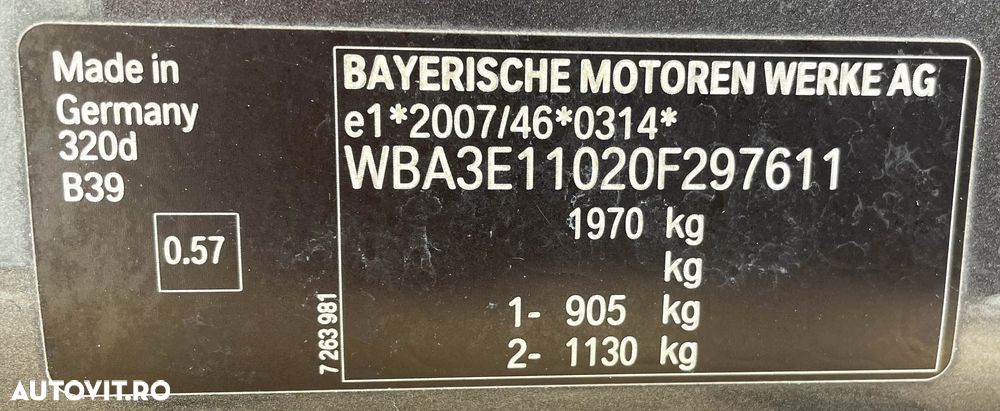 Made in
Germany
320d
B39
0.57
7 263 981
BAYERISCHE MOTOREN WERKE AG
e1*2007/46*0314*
WBA3E11020F297611
1970 kg
kg
1- 905 kg
2- 1130 kg
AUTOVIT.RO